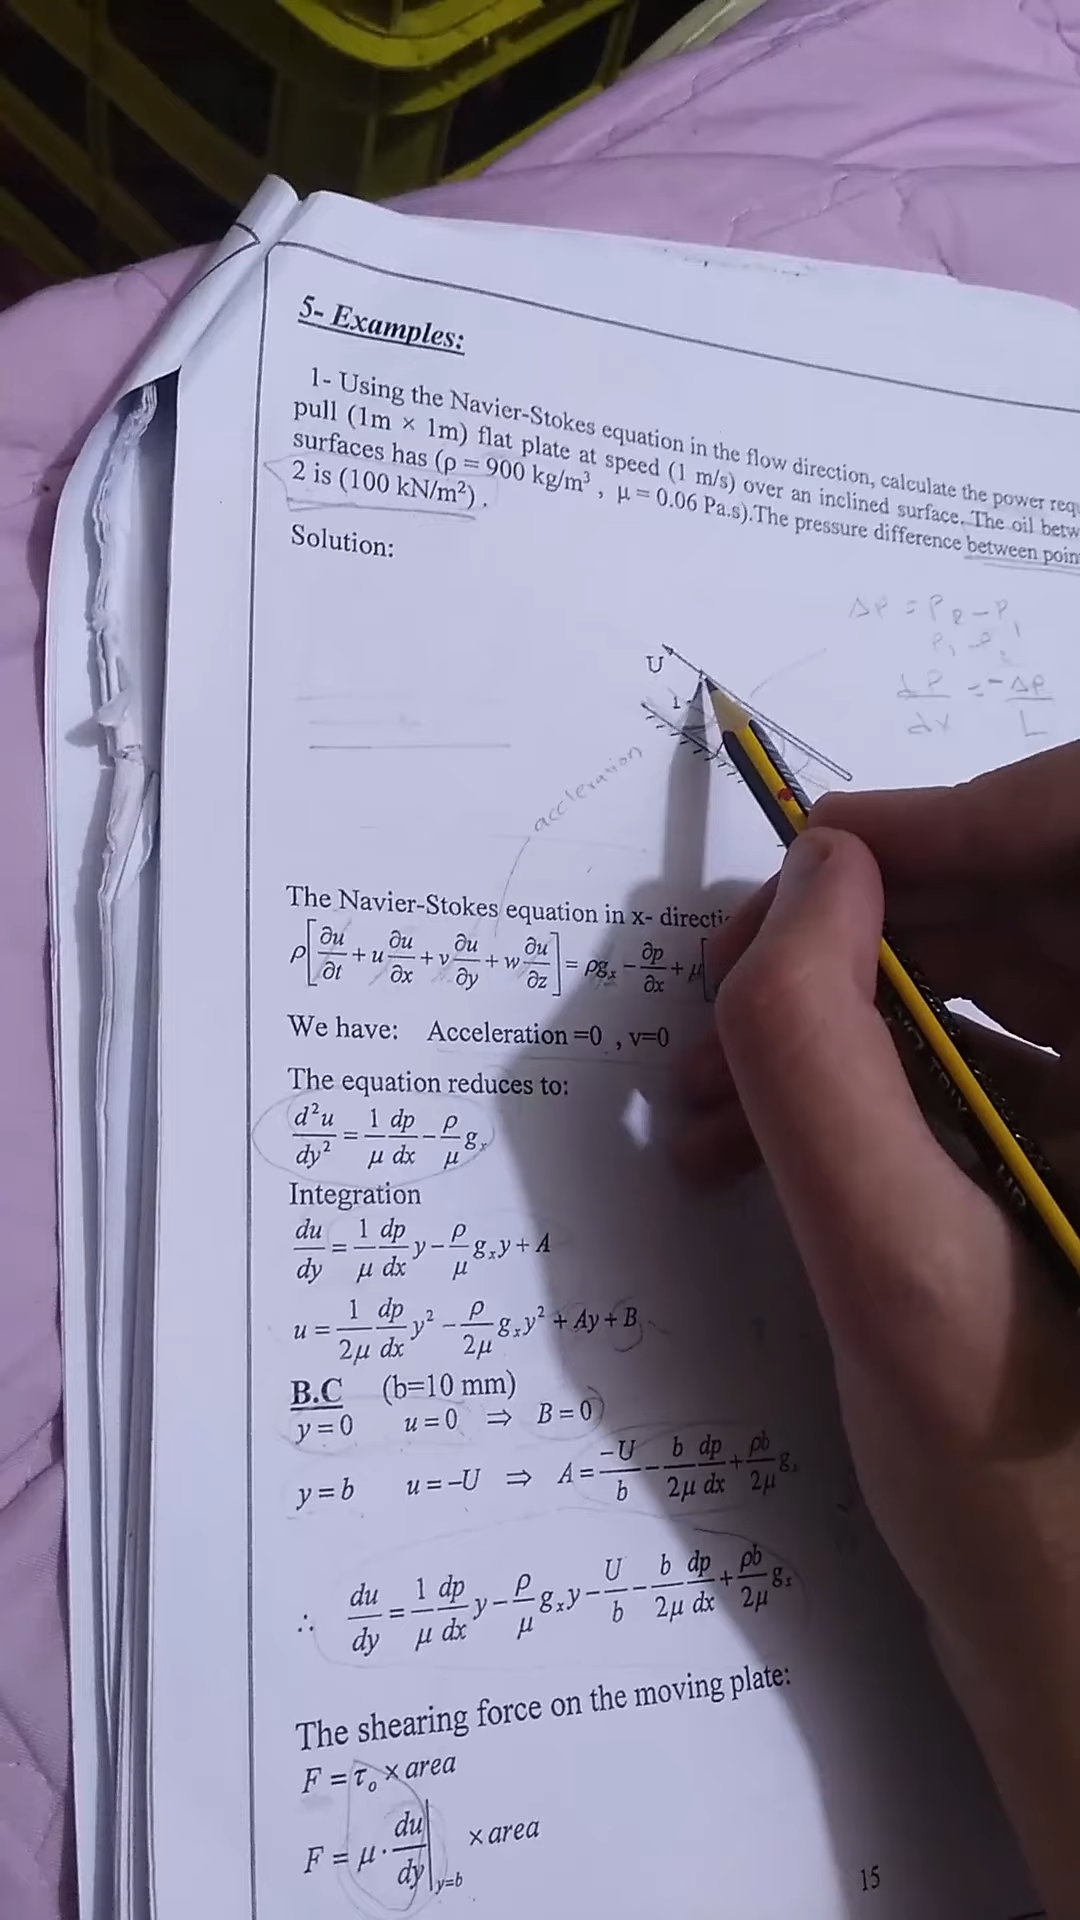 5- Examples:
1- Using the Navier-Stokes equation in the flow direction, calculate the power requ
pull (1m × 1m) flat plate at speed (1 m/s) over an inclined surface. The oil betw
surfaces has (ρ = 900 kg/m³ , μ = 0.06 Pa.s).The pressure difference between poin
2 is (100 kN/m²) .
Solution:
ΔP = P₂ - P₁
U
1
dP/dx = -ΔP/L
accleration
The Navier-Stokes equation in x- directi
ρ[∂u/∂t + u ∂u/∂x + v ∂u/∂y + w ∂u/∂z] = ρgₓ - ∂p/∂x + μ[
We have: Acceleration =0 , v=0
The equation reduces to:
d²u/dy² = 1/μ dp/dx - ρ/μ gₓ
Integration
du/dy = 1/μ dp/dx y - ρ/μ gₓy + A
u = 1/2μ dp/dx y² - ρ/2μ gₓy² + Ay + B
B.C (b=10 mm)
y = 0 u = 0 ⇒ B = 0
y = b u = -U ⇒ A = -U/b - b/2μ dp/dx + ρb/2μ gₓ
∴ du/dy = 1/μ dp/dx y - ρ/μ gₓy - U/b - b/2μ dp/dx + ρb/2μ gₓ
The shearing force on the moving plate:
F = τₒ × area
F = μ · du/dy|y=b × area
15